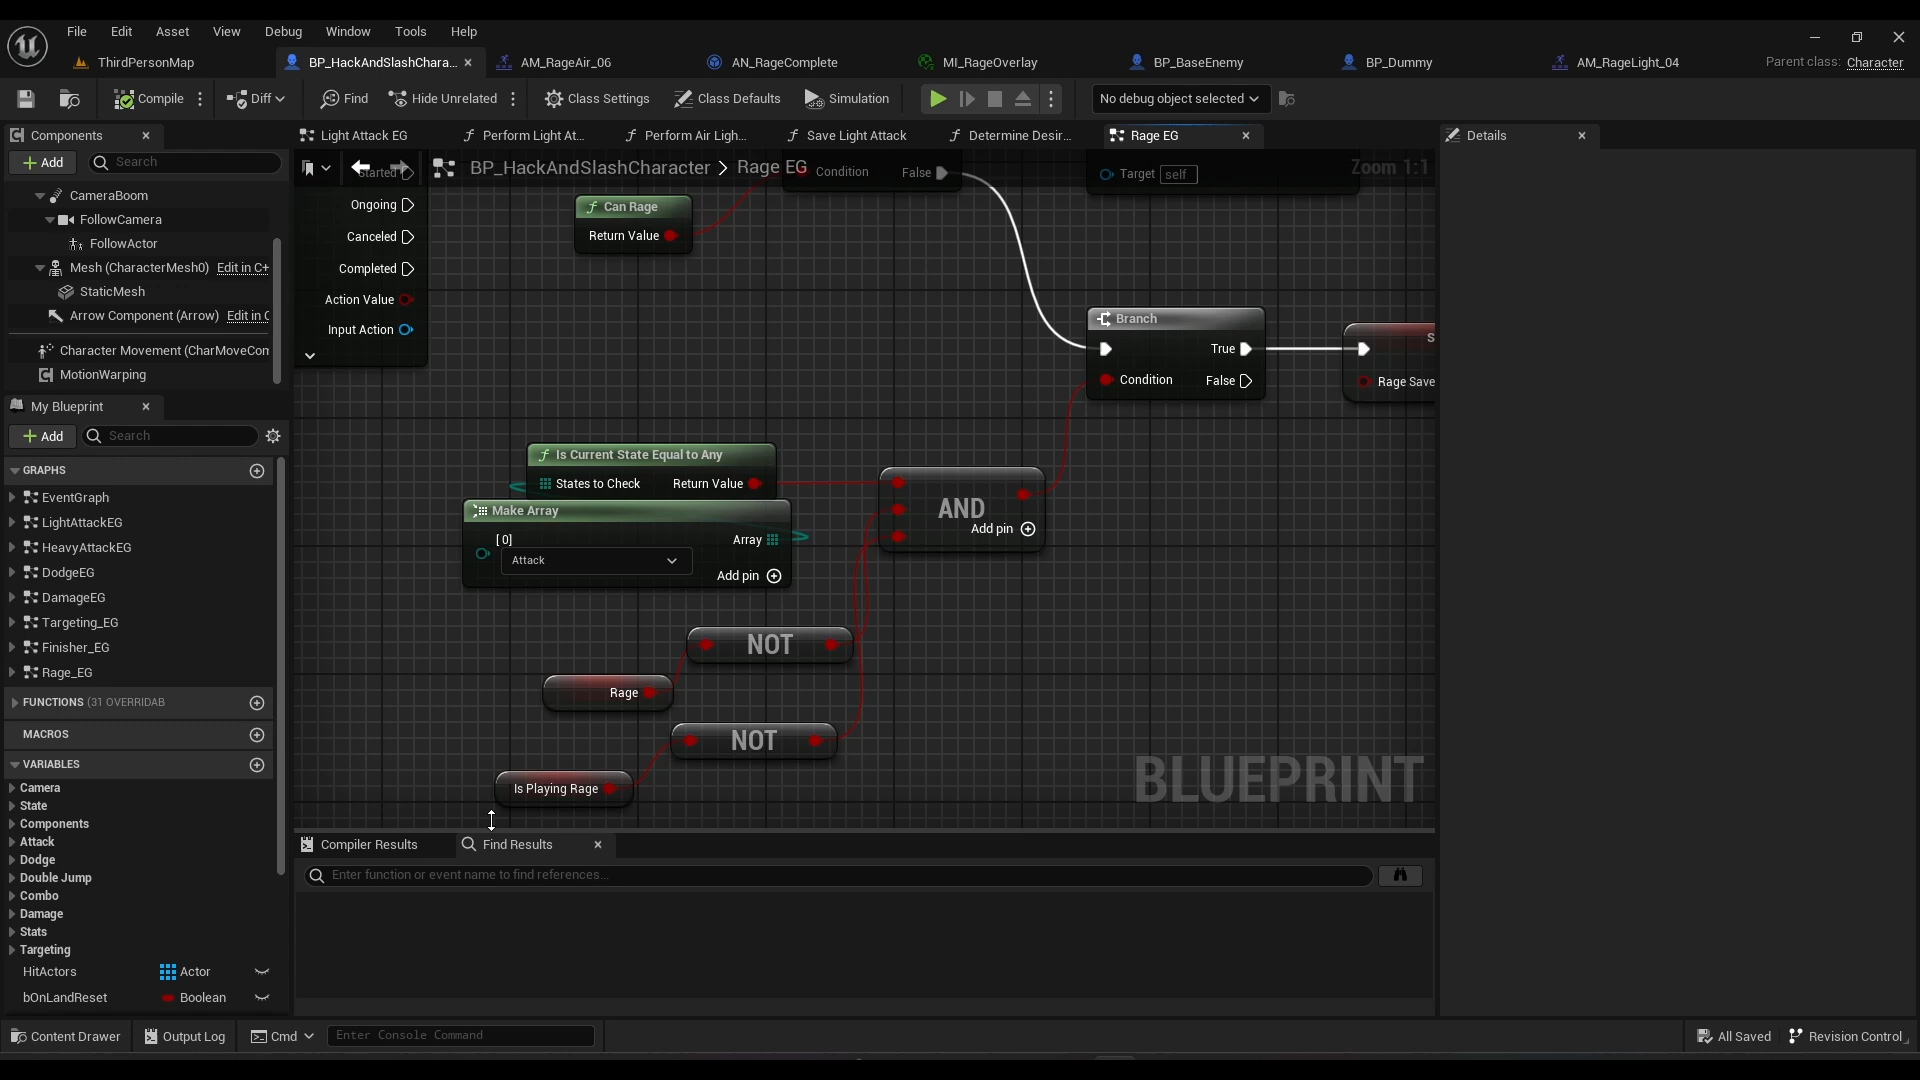 File Edit Asset View Window Debug Tools Help
ThirdPersonMap
BP_HackAndSlashChara...
AM_RageAir_06
AN_RageComplete
MI_RageOverlay
BP_BaseEnemy
BP_Dummy
AM_RageLight_04
Parent class: Character
Compile
Diff
Find
Hide Unrelated
Class Settings
Class Defaults
Simulation
No debug object selected
Components
Add
Search
CameraBoom
FollowCamera
FollowActor
Mesh (CharacterMesh0) Edit in C+
StaticMesh
Arrow Component (Arrow) Edit in C
Character Movement (CharMoveCom
MotionWarping
My Blueprint
Add
Search
GRAPHS
EventGraph
LightAttackEG
HeavyAttackEG
DodgeEG
DamageEG
Targeting_EG
Finisher_EG
Rage_EG
FUNCTIONS (31 OVERRIDAB
MACROS
VARIABLES
Camera
State
Components
Attack
Dodge
Double Jump
Combo
Damage
Stats
Targeting
HitActors Actor
bOnLandReset Boolean
Light Attack EG
Perform Light At...
Perform Air Ligh...
Save Light Attack
Determine Desir...
Rage EG
BP_HackAndSlashCharacter > Rage EG
Zoom 1:1
Started
Ongoing
Canceled
Completed
Action Value
Input Action
Condition False
Target self
Can Rage
Return Value
Branch
True
Condition False
S
Rage Save
Is Current State Equal to Any
States to Check Return Value
Make Array
[0]
Array
Attack
Add pin
AND
Add pin
NOT
Rage
NOT
Is Playing Rage
BLUEPRINT
Compiler Results
Find Results
Enter function or event name to find references...
Details
Content Drawer
Output Log
Cmd
Enter Console Command
All Saved
Revision Control